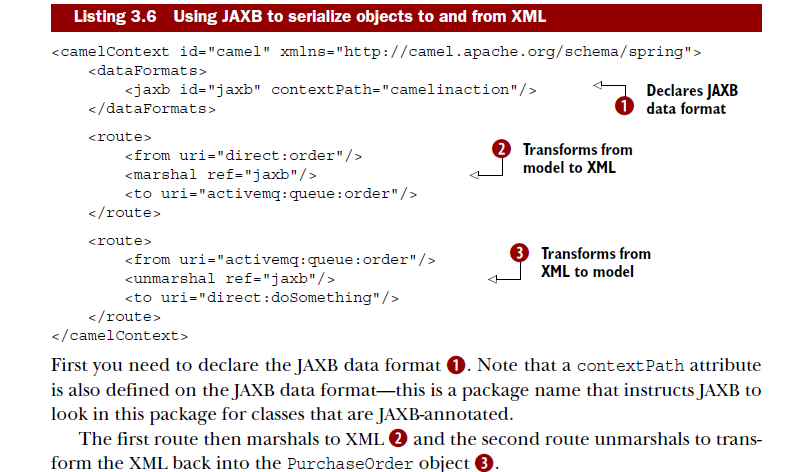 Listing 3.6 Using JAXB to serialize objects to and from XML
<camelContext id="camel" xmlns="http://camel.apache.org/schema/spring">
<dataFormats>
<jaxb id="jaxb" contextPath="camelinaction"/>
</dataFormats>
1 Declares JAXB
data format
<route>
<from uri="direct:order"/>
<marshal ref="jaxb"/>
<to uri="activemq:queue:order"/>
</route>
2 Transforms from
model to XML
<route>
<from uri="activemq:queue:order"/>
<unmarshal ref="jaxb"/>
<to uri="direct:doSomething"/>
</route>
3 Transforms from
XML to model
</camelContext>
First you need to declare the JAXB data format 1. Note that a contextPath attribute
is also defined on the JAXB data format—this is a package name that instructs JAXB to
look in this package for classes that are JAXB-annotated.
The first route then marshals to XML 2 and the second route unmarshals to trans-
form the XML back into the PurchaseOrder object 3.